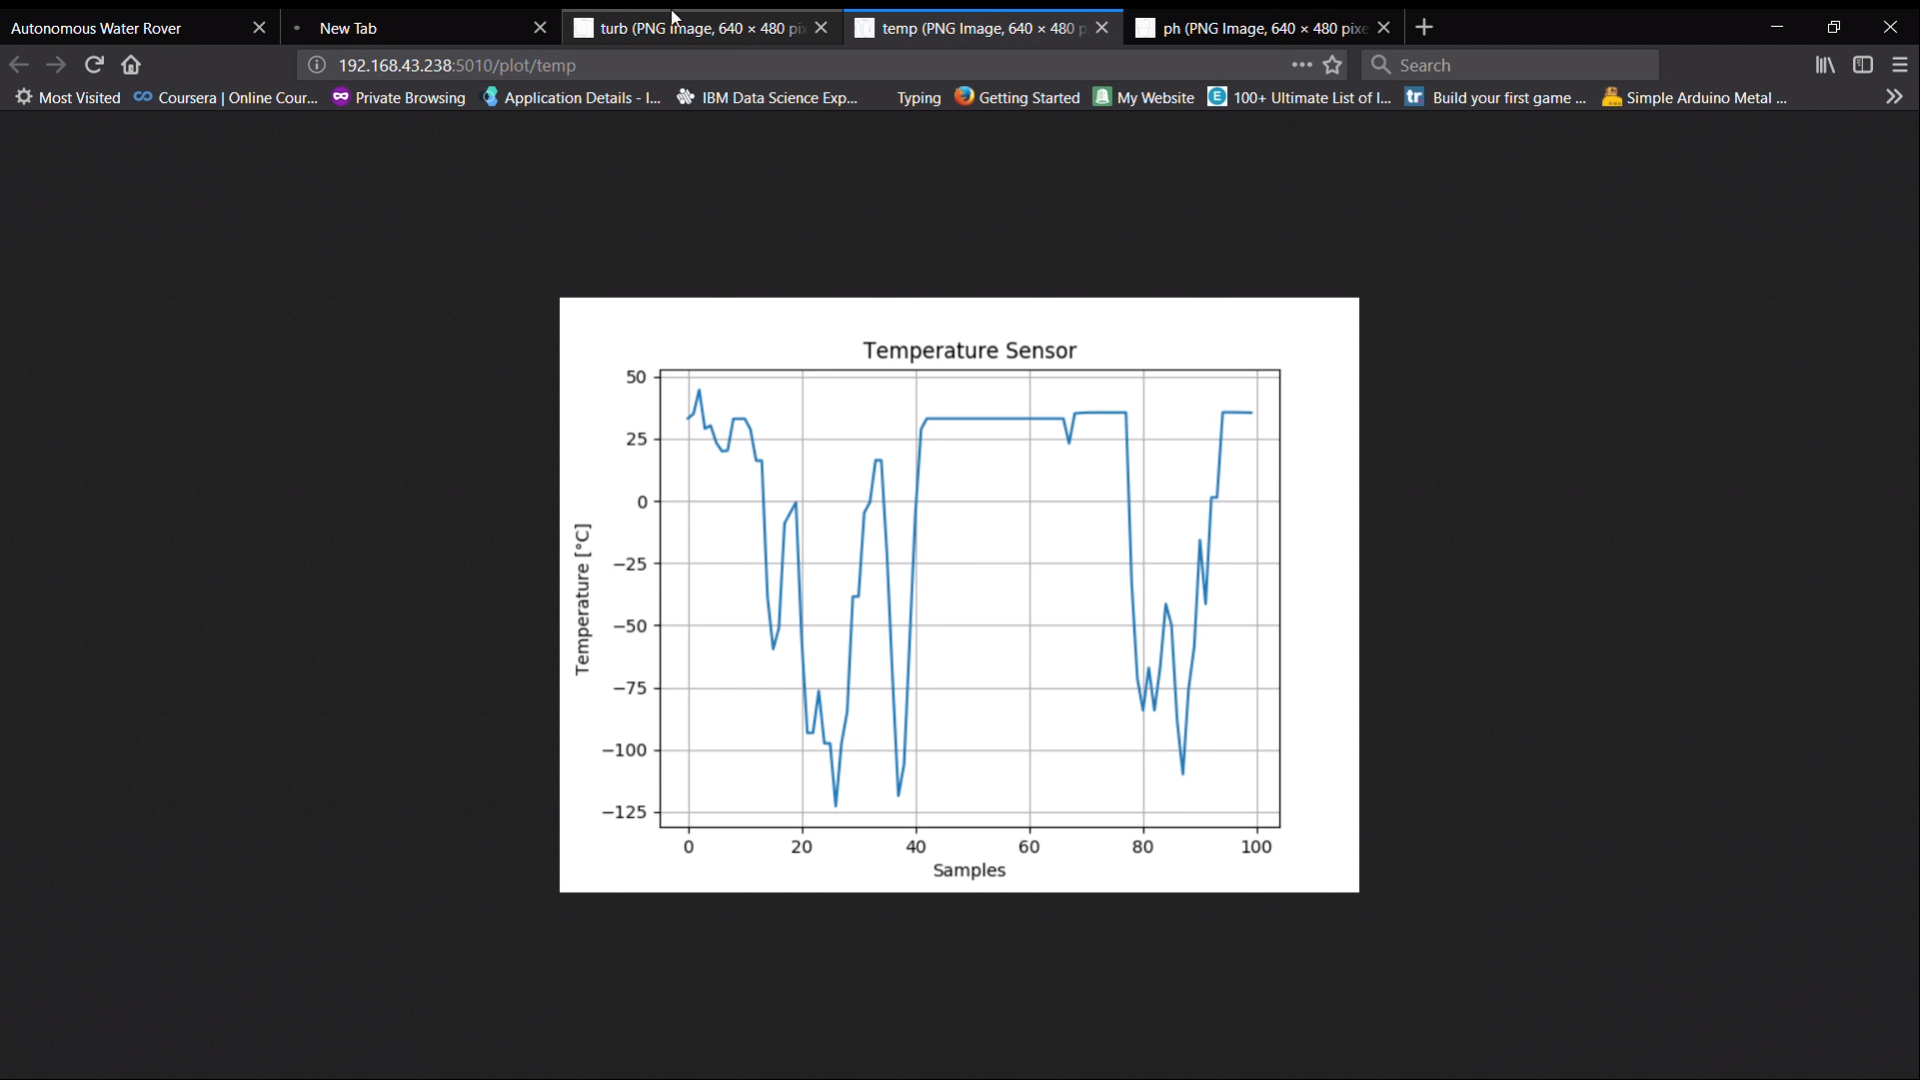 Autonomous Water Rover
New Tab
turb (PNG Image, 640 × 480 pi
temp (PNG Image, 640 × 480 p
ph (PNG Image, 640 × 480 pixe
192.168.43.238:5010/plot/temp
Search
Most Visited
Coursera | Online Cour...
Private Browsing
Application Details - I...
IBM Data Science Exp...
Typing
Getting Started
My Website
100+ Ultimate List of I...
Build your first game ...
Simple Arduino Metal ...
Temperature Sensor
Temperature [°C]
50
25
0
−25
−50
−75
−100
−125
0 20 40 60 80 100
Samples